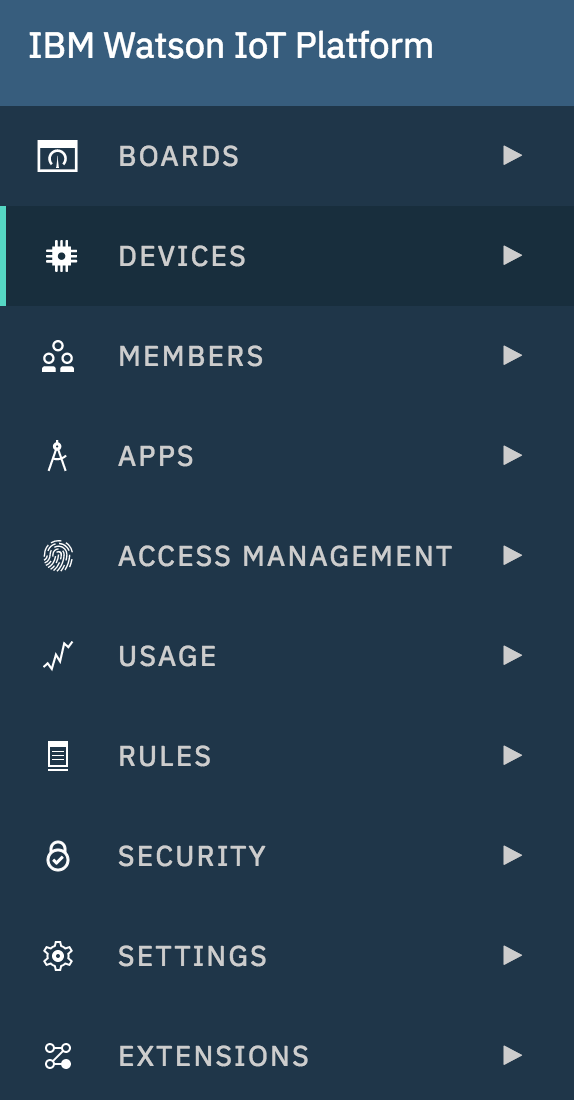 IBM Watson IoT Platform
BOARDS
DEVICES
MEMBERS
APPS
ACCESS MANAGEMENT
USAGE
RULES
SECURITY
SETTINGS
EXTENSIONS